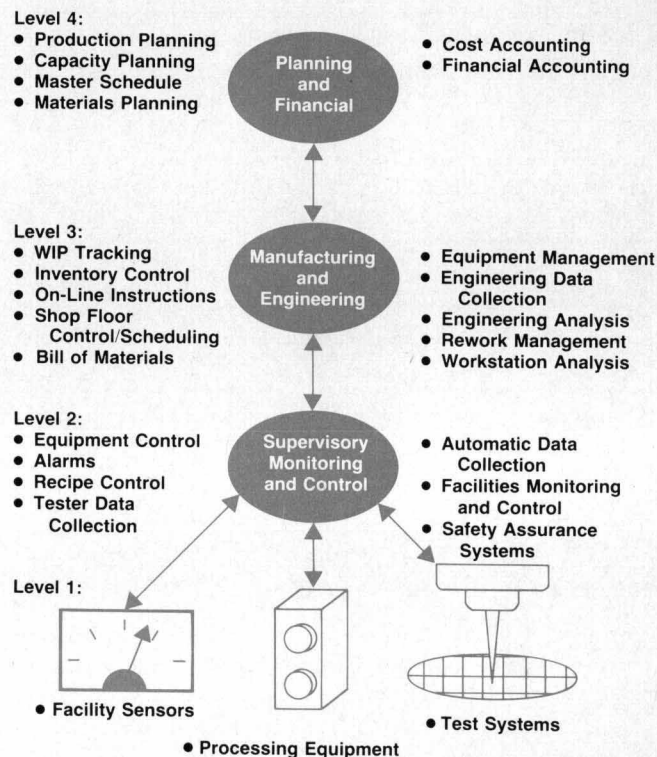 Level 4:
● Production Planning
● Capacity Planning
● Master Schedule
● Materials Planning
Planning
and
Financial
● Cost Accounting
● Financial Accounting
Level 3:
● WIP Tracking
● Inventory Control
● On-Line Instructions
● Shop Floor
Control/Scheduling
● Bill of Materials
Manufacturing
and
Engineering
● Equipment Management
● Engineering Data
Collection
● Engineering Analysis
● Rework Management
● Workstation Analysis
Level 2:
● Equipment Control
● Alarms
● Recipe Control
● Tester Data
Collection
Supervisory
Monitoring
and Control
● Automatic Data
Collection
● Facilities Monitoring
and Control
● Safety Assurance
Systems
Level 1:
● Facility Sensors
● Processing Equipment
● Test Systems